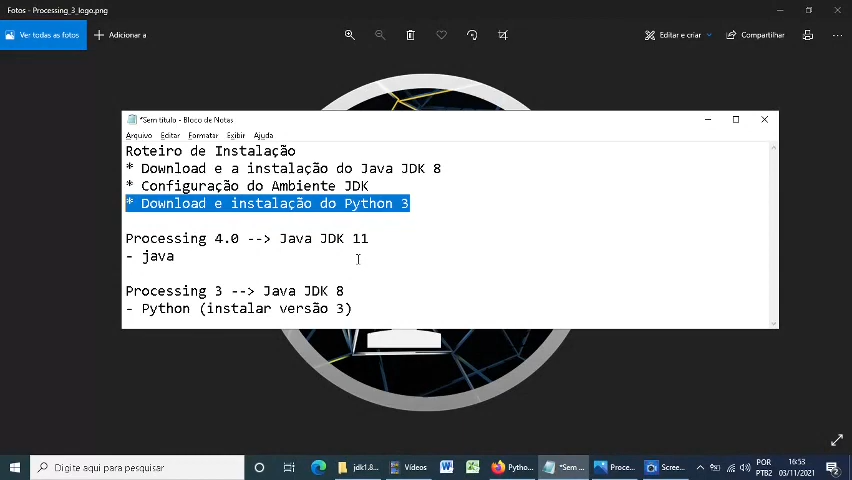 Fotos - Processing_3_logo.png
Ver todas as fotos
Adicionar a
Editar e criar
Compartilhar
*Sem título - Bloco de Notas
Arquivo Editar Formatar Exibir Ajuda
Roteiro de Instalação
* Download e a instalação do Java JDK 8
* Configuração do Ambiente JDK
* Download e instalação do Python 3
Processing 4.0 --> Java JDK 11
- java
Processing 3 --> Java JDK 8
- Python (instalar versão 3)
Digite aqui para pesquisar
jdk1.8...
Vídeos
Pytho...
*Sem ...
Proce...
Scree...
POR
PTB2
16:53
03/11/2021
2